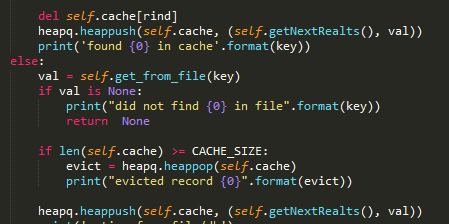 del self.cache[rind]
heapq.heappush(self.cache, (self.getNextRealts(), val))
print('found {0} in cache'.format(key))
else:
val = self.get_from_file(key)
if val is None:
print("did not find {0} in file".format(key))
return  None
if len(self.cache) >= CACHE_SIZE:
evict = heapq.heappop(self.cache)
print("evicted record {0}".format(evict))
heapq.heappush(self.cache, (self.getNextRealts(), val))